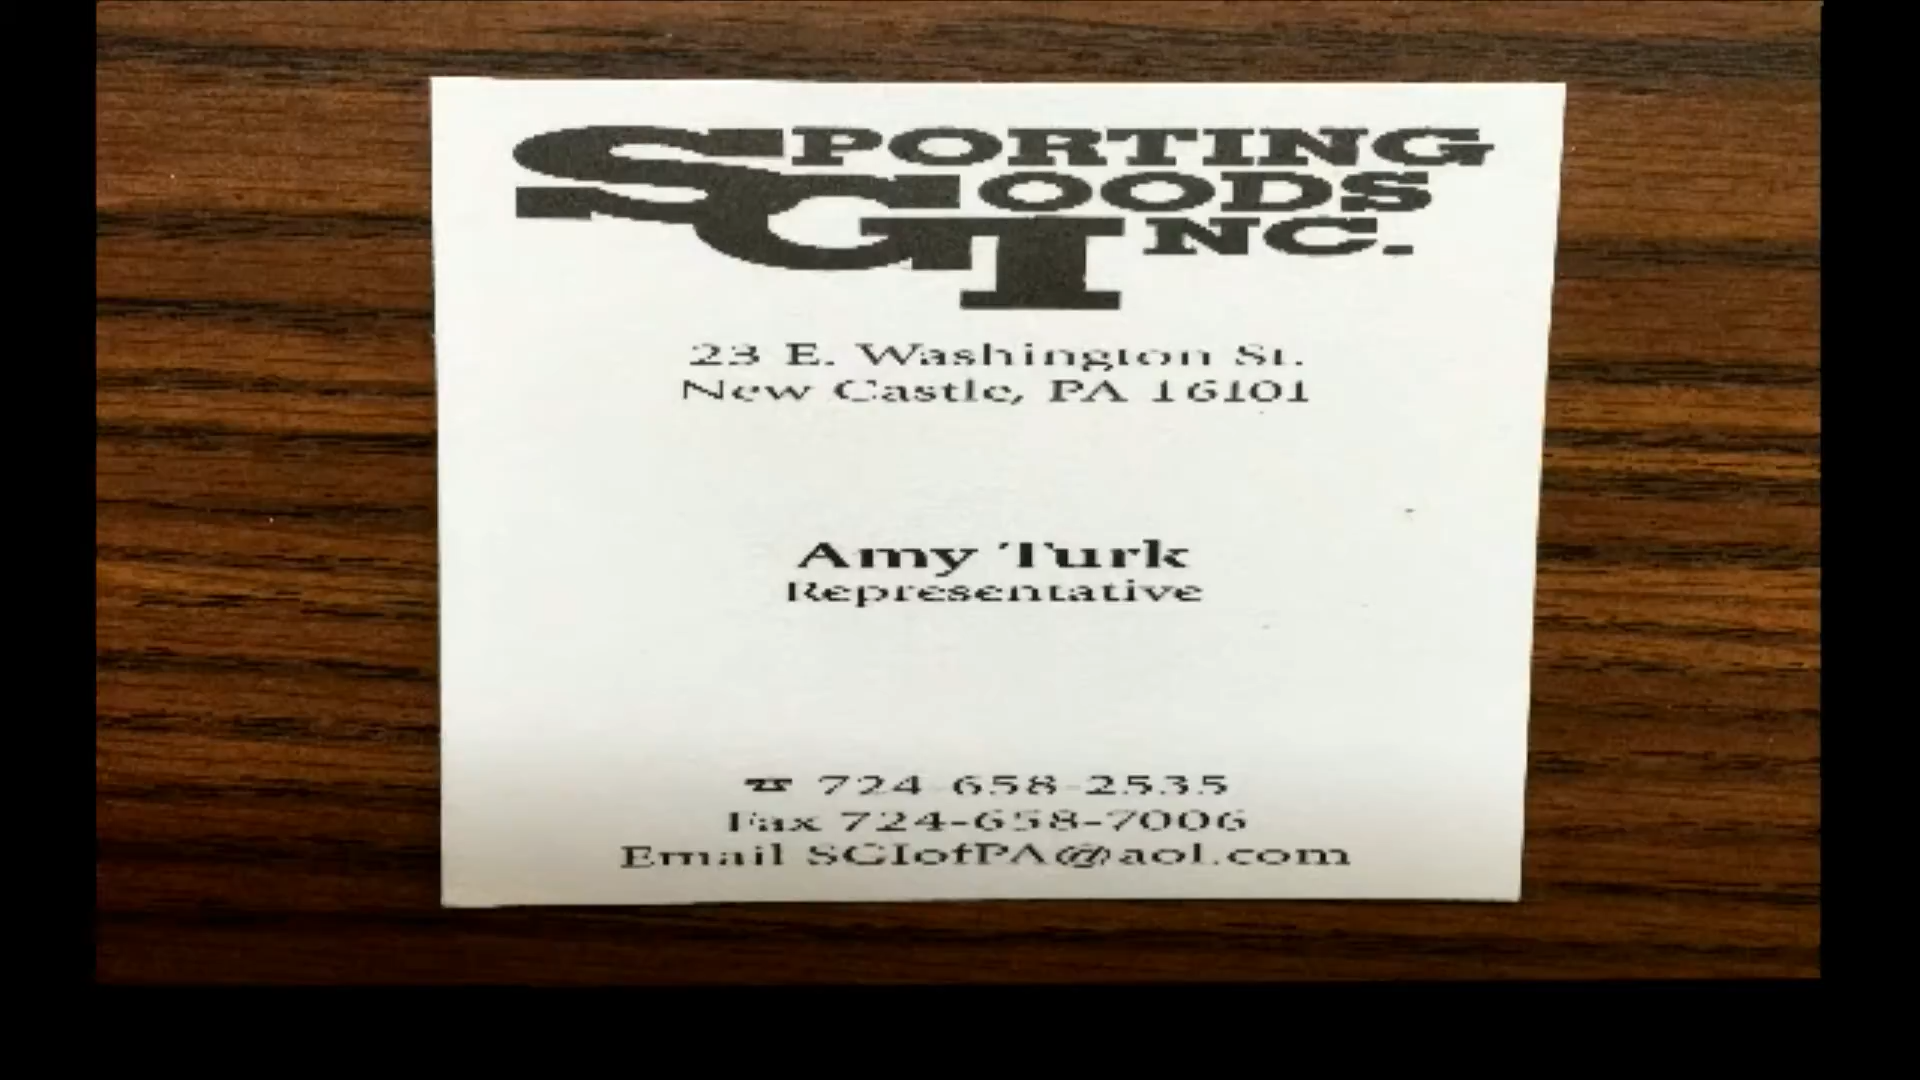 SPORTING
GOODS
INC.
23 E. Washington St.
New Castle, PA 16101
Amy Turk
Representative
☎ 724-658-2535
Fax 724-658-7006
Email SGIofPA@aol.com